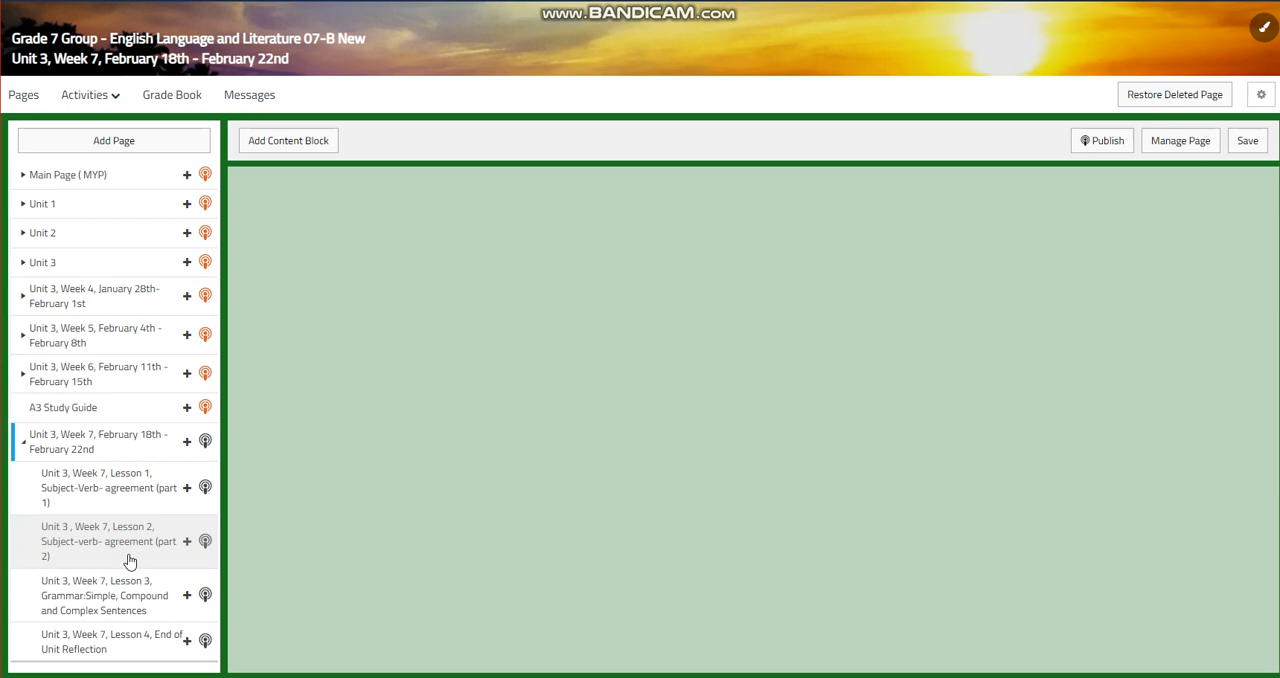 www.BANDICAM.com
Grade 7 Group - English Language and Literature 07-B New
Unit 3, Week 7, February 18th - February 22nd
Pages Activities Grade Book Messages Restore Deleted Page
Add Page Add Content Block Publish Manage Page Save
Main Page ( MYP)
Unit 1
Unit 2
Unit 3
Unit 3, Week 4, January 28th-
February 1st
Unit 3, Week 5, February 4th -
February 8th
Unit 3, Week 6, February 11th -
February 15th
A3 Study Guide
Unit 3, Week 7, February 18th -
February 22nd
Unit 3, Week 7, Lesson 1,
Subject-Verb- agreement (part
1)
Unit 3 , Week 7, Lesson 2,
Subject-verb- agreement (part
2)
Unit 3, Week 7, Lesson 3,
Grammar:Simple, Compound
and Complex Sentences
Unit 3, Week 7, Lesson 4, End of
Unit Reflection